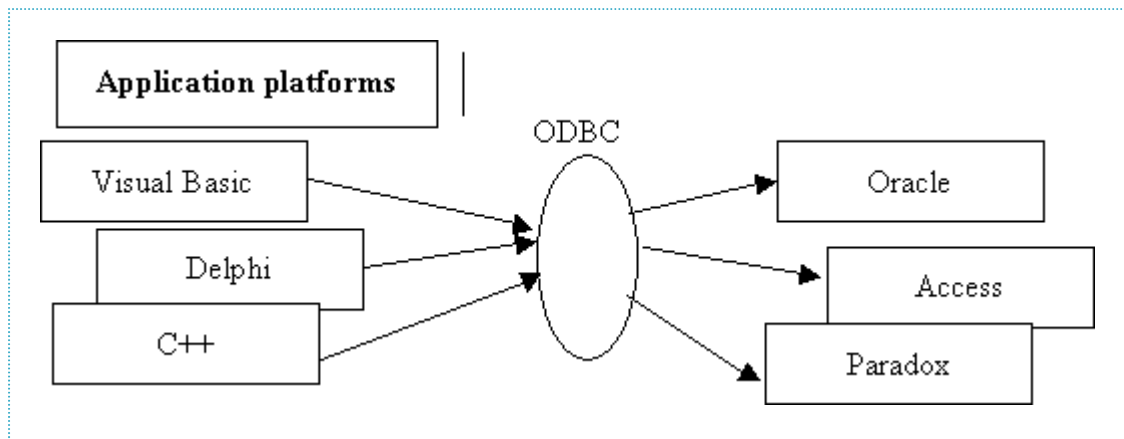 Application platforms
ODBC
Visual Basic
Oracle
Delphi
Access
C++
Paradox